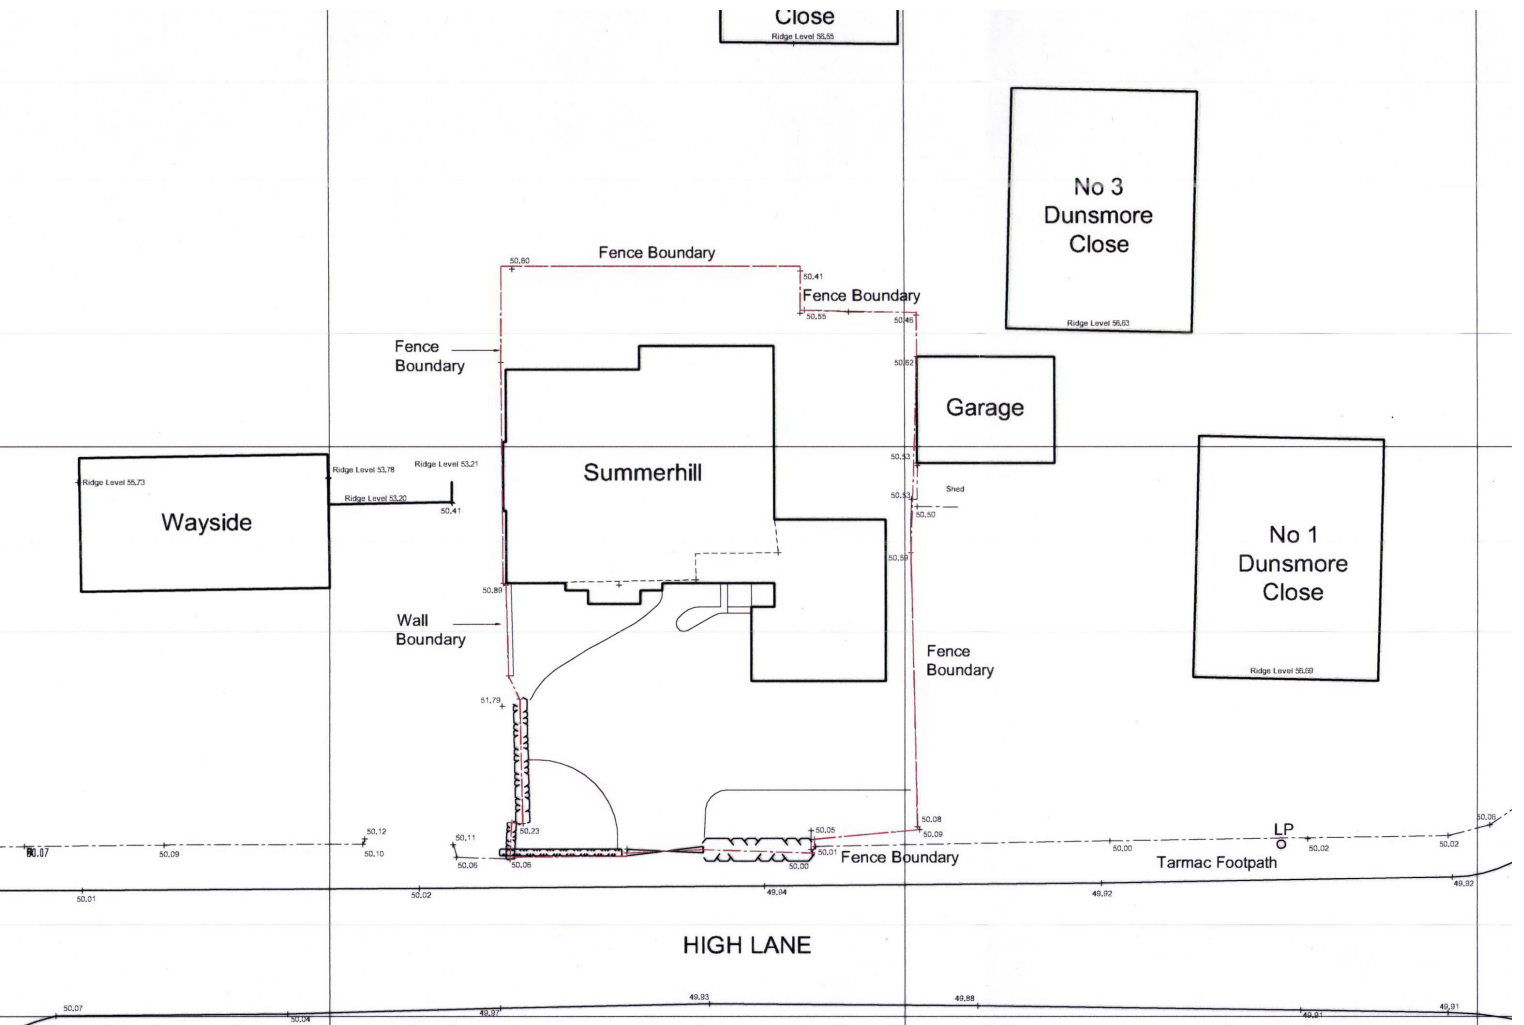 Close
Ridge Level 56.55
No 3
Dunsmore
Close
Ridge Level 56.63
Fence Boundary
50.60
50.41
Fence Boundary
50.55
50.46
Fence
Boundary
50.62
Garage
Summerhill
50.53
50.53
Shed
50.50
50.59
Ridge Level 53.78
Ridge Level 53.21
Ridge Level 55.73
Ridge Level 53.20
50.41
Wayside
No 1
Dunsmore
Close
Ridge Level 56.69
50.89
Wall
Boundary
Fence
Boundary
51.79
50.23
50.08
50.09
50.05
50.01
50.00
Fence Boundary
50.12
50.10
50.11
50.06
50.06
50.07
50.09
LP
50.00
50.02
50.02
50.06
Tarmac Footpath
50.01
50.02
49.94
49.92
49.92
HIGH LANE
50.07
50.04
49.97
49.93
49.88
49.91
49.91